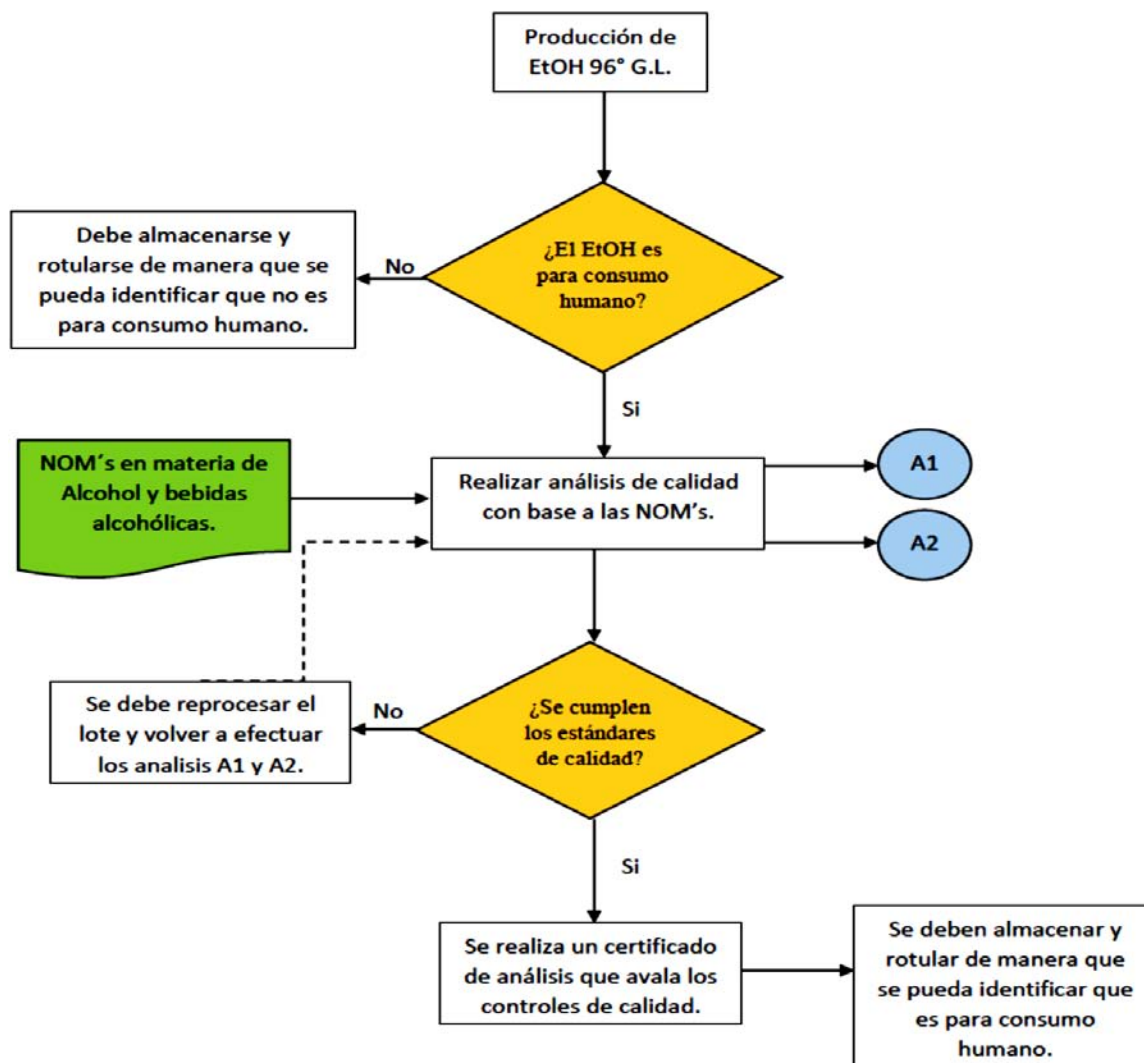 Producción de
EtOH 96° G.L.
¿El EtOH es
para consumo
humano?
No
Debe almacenarse y
rotularse de manera que se
pueda identificar que no es
para consumo humano.
Si
NOM´s en materia de
Alcohol y bebidas
alcohólicas.
Realizar análisis de calidad
con base a las NOM’s.
A1
A2
¿Se cumplen
los estándares
de calidad?
No
Se debe reprocesar el
lote y volver a efectuar
los analisis A1 y A2.
Si
Se realiza un certificado
de análisis que avala los
controles de calidad.
Se deben almacenar y
rotular de manera que
se pueda identificar que
es para consumo
humano.